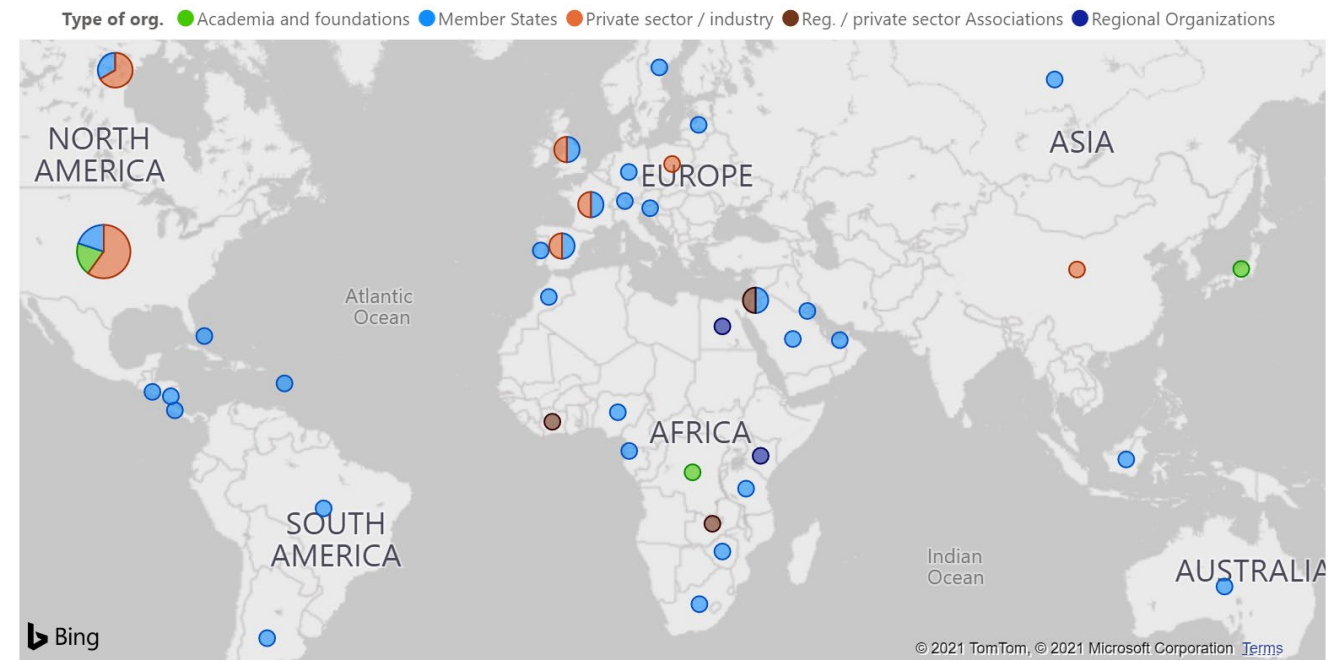 Type of org. Academia and foundations Member States Private sector / industry Reg. / private sector Associations Regional Organizations
NORTH
AMERICA
EUROPE
ASIA
Atlantic
Ocean
AFRICA
SOUTH
AMERICA
Indian
Ocean
AUSTRALIA
Bing
© 2021 TomTom, © 2021 Microsoft Corporation Terms